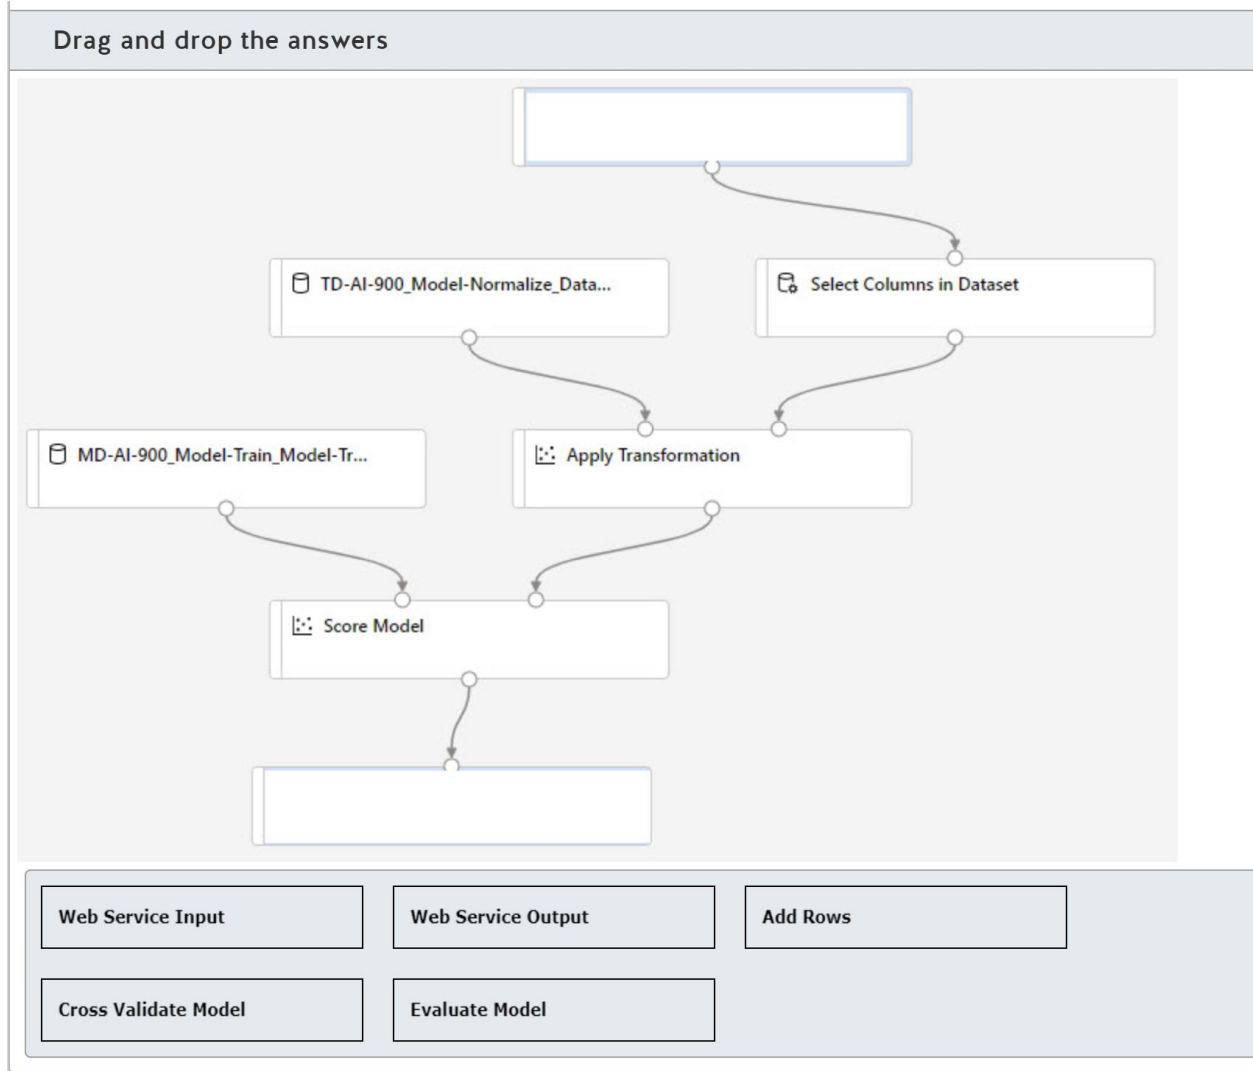 Drag and drop the answers
TD-AI-900_Model-Normalize_Data...
Select Columns in Dataset
MD-AI-900_Model-Train_Model-Tr...
Apply Transformation
Score Model
Web Service Input
Web Service Output
Add Rows
Cross Validate Model
Evaluate Model